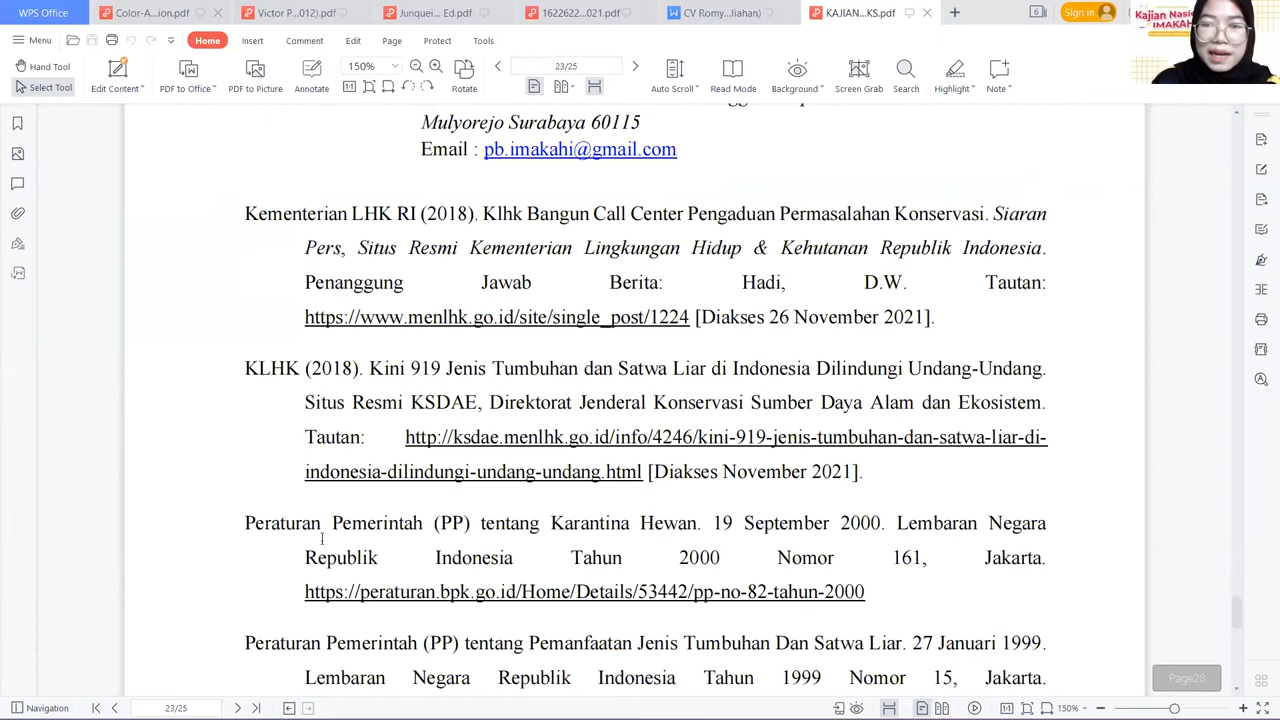 WPS Office
Color-A...ion.pdf
Victor P...012).pdf
Junquei... Ed.pdf
1622622...021.pdf
CV Romy...liahan)
KAJIAN...KS.pdf
Sign in
Kajian Nasio
IMAKAHI
Menu
Home
Insert
Comment
Edit
Page
Protect
Tools
Hand Tool
Select Tool
Edit Content
PDF to Office
PDF to Picture
Annotate
150%
Rotate
23/25
Auto Scroll
Read Mode
Background
Screen Grab
Search
Highlight
Note
Mulyorejo Surabaya 60115
Email : pb.imakahi@gmail.com
Kementerian LHK RI (2018). Klhk Bangun Call Center Pengaduan Permasalahan Konservasi. Siaran
Pers, Situs Resmi Kementerian Lingkungan Hidup & Kehutanan Republik Indonesia.
Penanggung Jawab Berita: Hadi, D.W. Tautan:
https://www.menlhk.go.id/site/single_post/1224 [Diakses 26 November 2021].
KLHK (2018). Kini 919 Jenis Tumbuhan dan Satwa Liar di Indonesia Dilindungi Undang-Undang.
Situs Resmi KSDAE, Direktorat Jenderal Konservasi Sumber Daya Alam dan Ekosistem.
Tautan: http://ksdae.menlhk.go.id/info/4246/kini-919-jenis-tumbuhan-dan-satwa-liar-di-
indonesia-dilindungi-undang-undang.html [Diakses November 2021].
Peraturan Pemerintah (PP) tentang Karantina Hewan. 19 September 2000. Lembaran Negara
Republik Indonesia Tahun 2000 Nomor 161, Jakarta.
https://peraturan.bpk.go.id/Home/Details/53442/pp-no-82-tahun-2000
Peraturan Pemerintah (PP) tentang Pemanfaatan Jenis Tumbuhan Dan Satwa Liar. 27 Januari 1999.
Lembaran Negara Republik Indonesia Tahun 1999 Nomor 15, Jakarta.
Page23
Navigation
23/25
150%